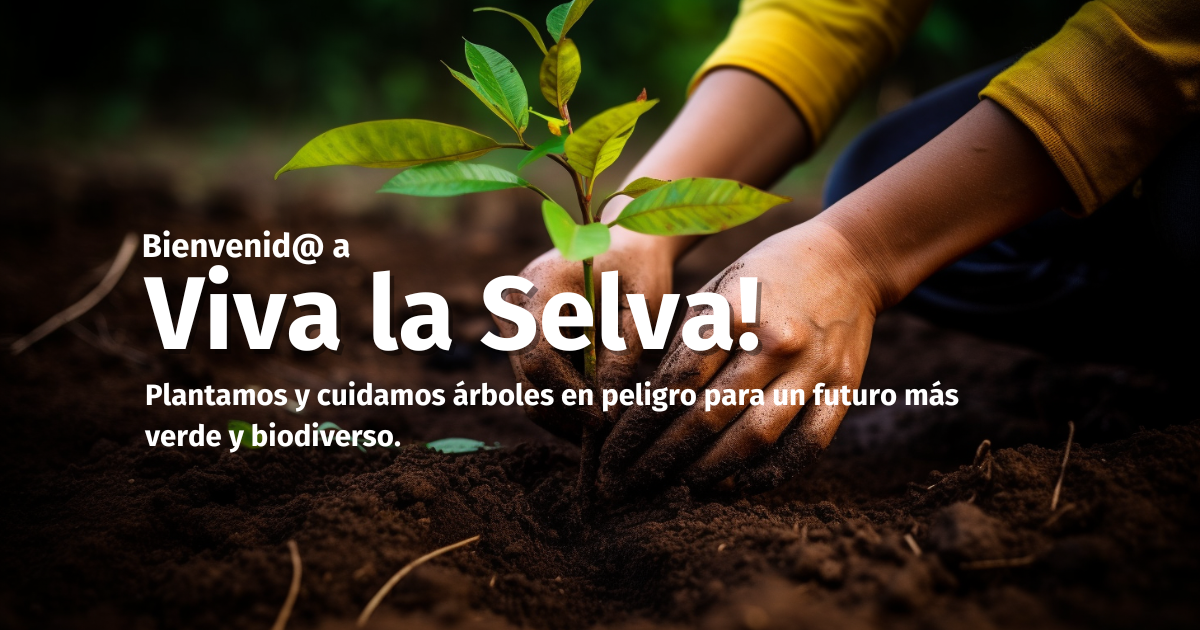 Bienvenid@ a
Viva la Selva!
Plantamos y cuidamos árboles en peligro para un futuro más
verde y biodiverso.